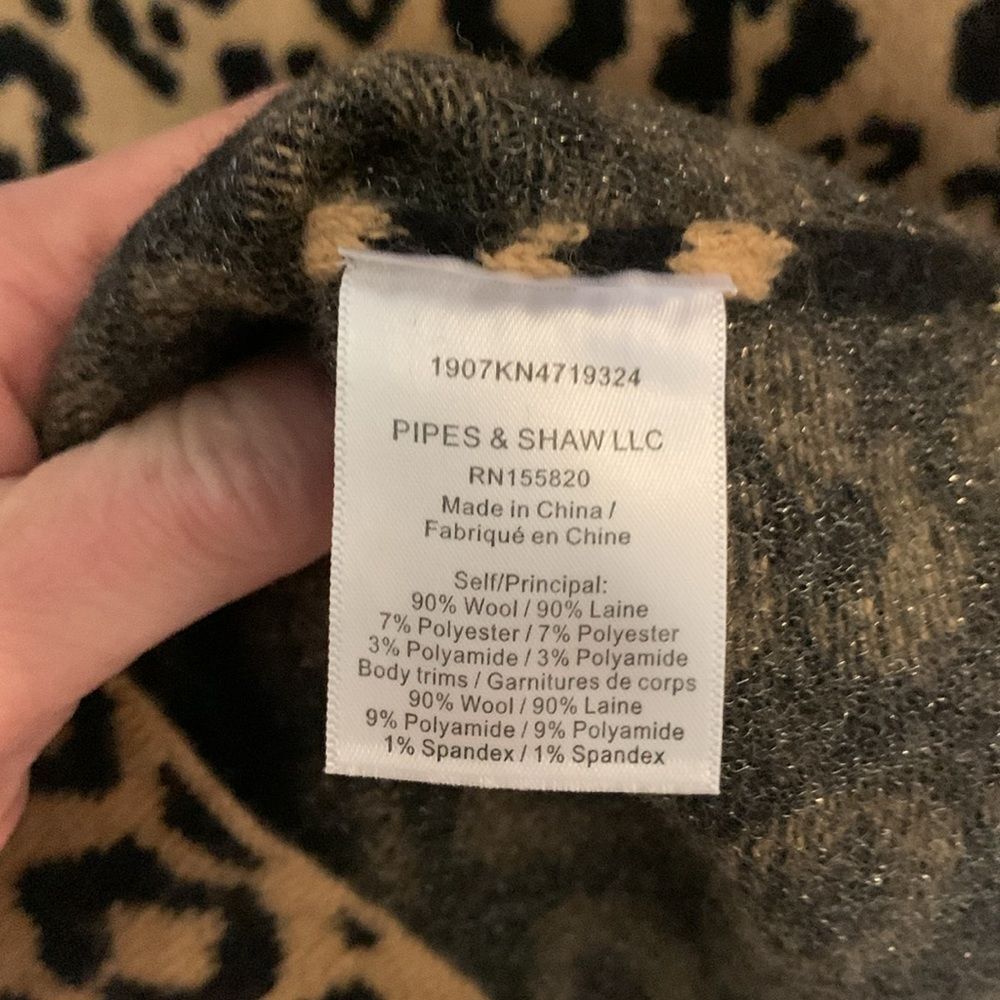 1907KN4719324
PIPES & SHAW LLC
RN155820
Made in China /
Fabriqué en Chine
Self/Principal:
90% Wool / 90% Laine
7% Polyester / 7% Polyester
3% Polyamide / 3% Polyamide
Body trims / Garnitures de corps
90% Wool / 90% Laine
9% Polyamide / 9% Polyamide
1% Spandex / 1% Spandex